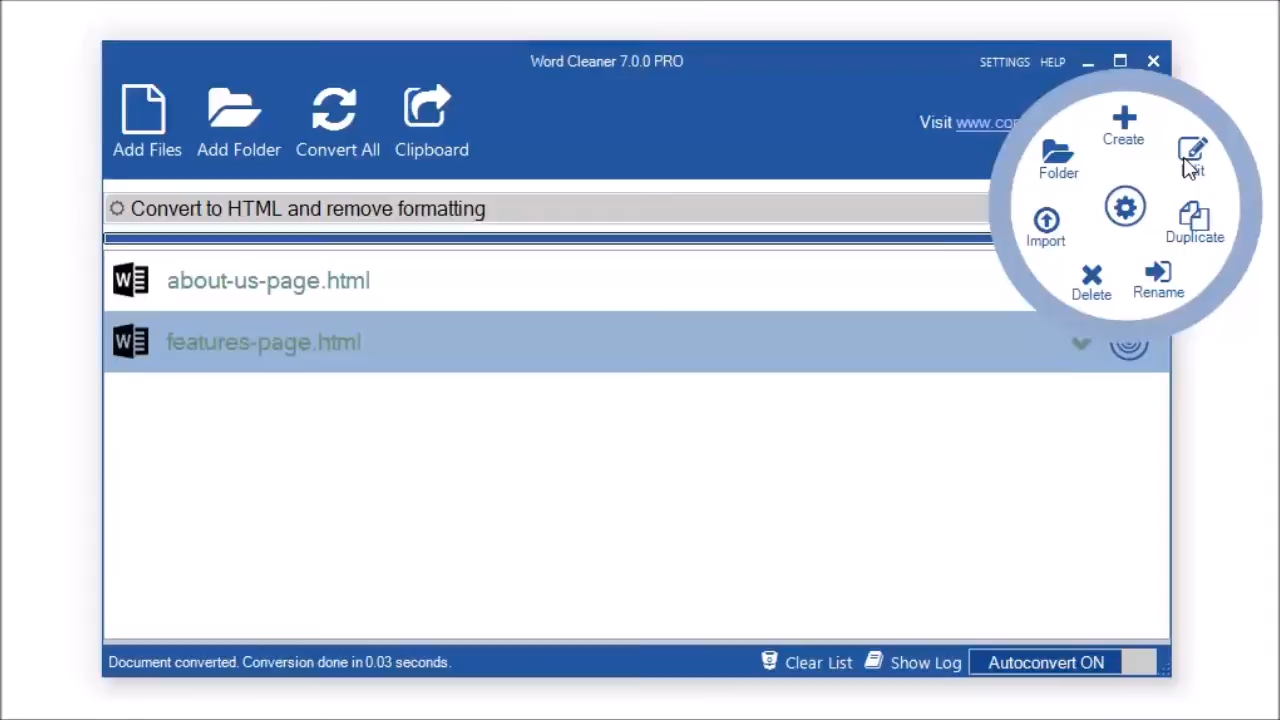 Word Cleaner 7.0.0 PRO
SETTINGS HELP
Add Files Add Folder Convert All Clipboard
Visit
Create
Folder
Import
Duplicate
Delete
Rename
Convert to HTML and remove formatting
about-us-page.html
features-page.html
Document converted. Conversion done in 0.03 seconds.
Clear List Show Log Autoconvert ON